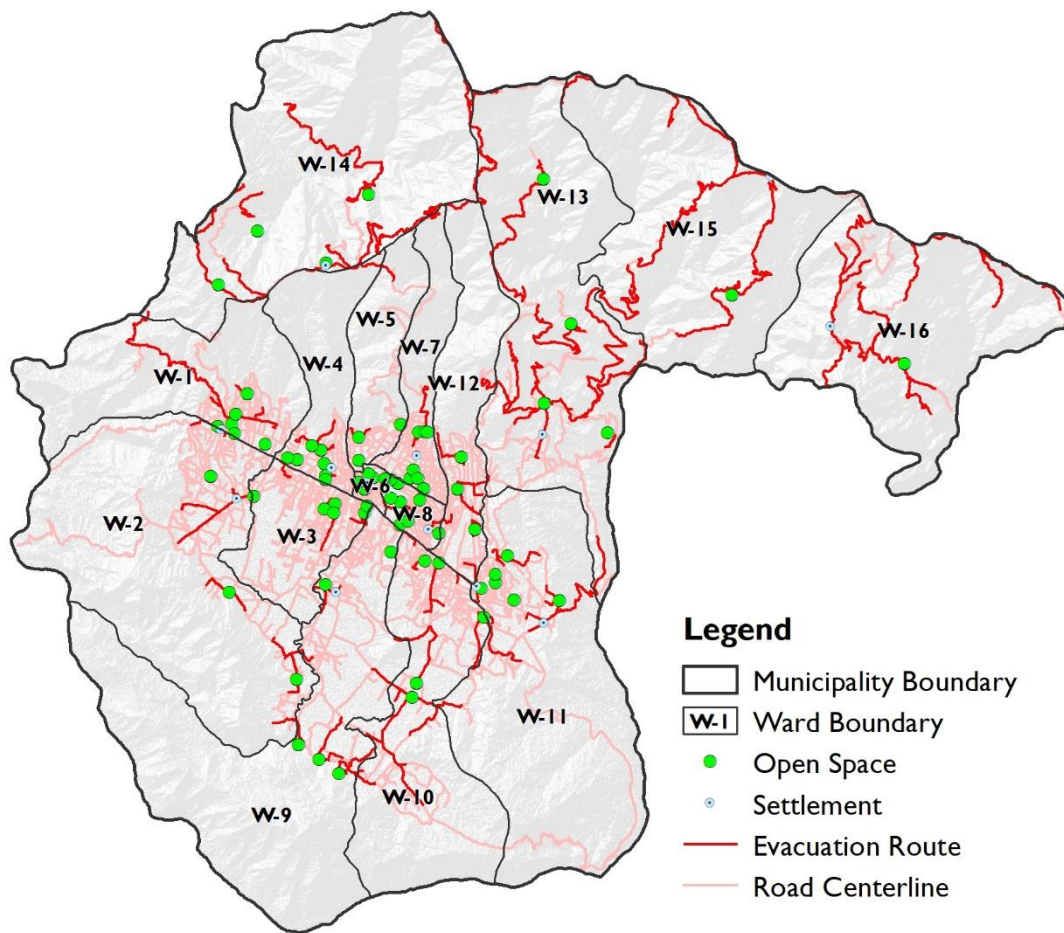 W-14
W-13
W-15
W-5
W-16
W-7
W-4
W-1
W-12
W-6
W-8
W-2
W-3
W-11
W-10
W-9
Legend
Municipality Boundary
W-1 Ward Boundary
Open Space
Settlement
Evacuation Route
Road Centerline